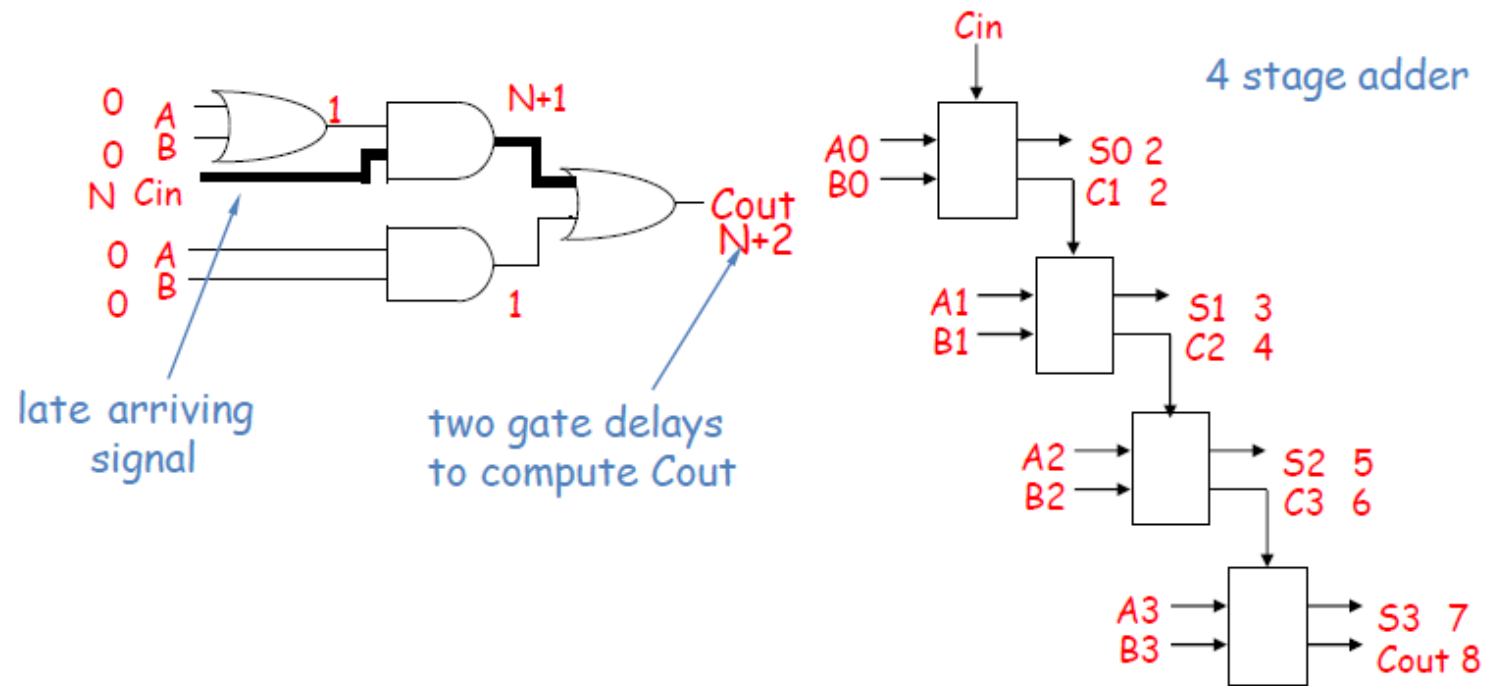 0 A
0 B
N Cin
1
N+1
0 A
0 B
1
Cout
N+2
late arriving
signal
two gate delays
to compute Cout
Cin
4 stage adder
A0
B0
S0 2
C1 2
A1
B1
S1 3
C2 4
A2
B2
S2 5
C3 6
A3
B3
S3 7
Cout 8